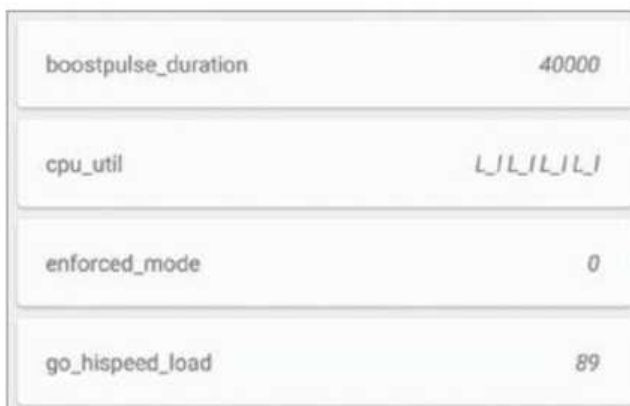 boostpulse_duration 40000
cpu_util L_I L_I L_I L_I
enforced_mode 0
go_hispeed_load 89